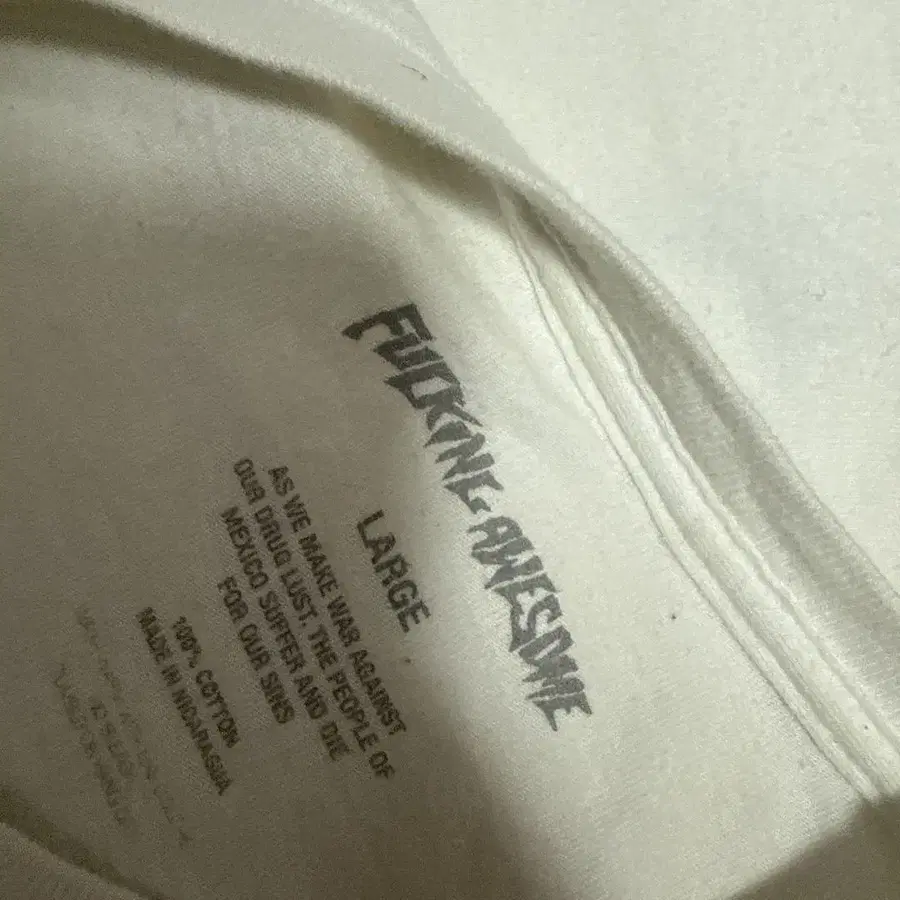 FUCKING AWESOME
LARGE
AS WE MAKE WAR AGAINST
OUR DRUG LUST. THE PEOPLE OF
MEXICO SUFFER AND DIE
FOR OUR SINS
100% COTTON
MADE IN NICARAGUA